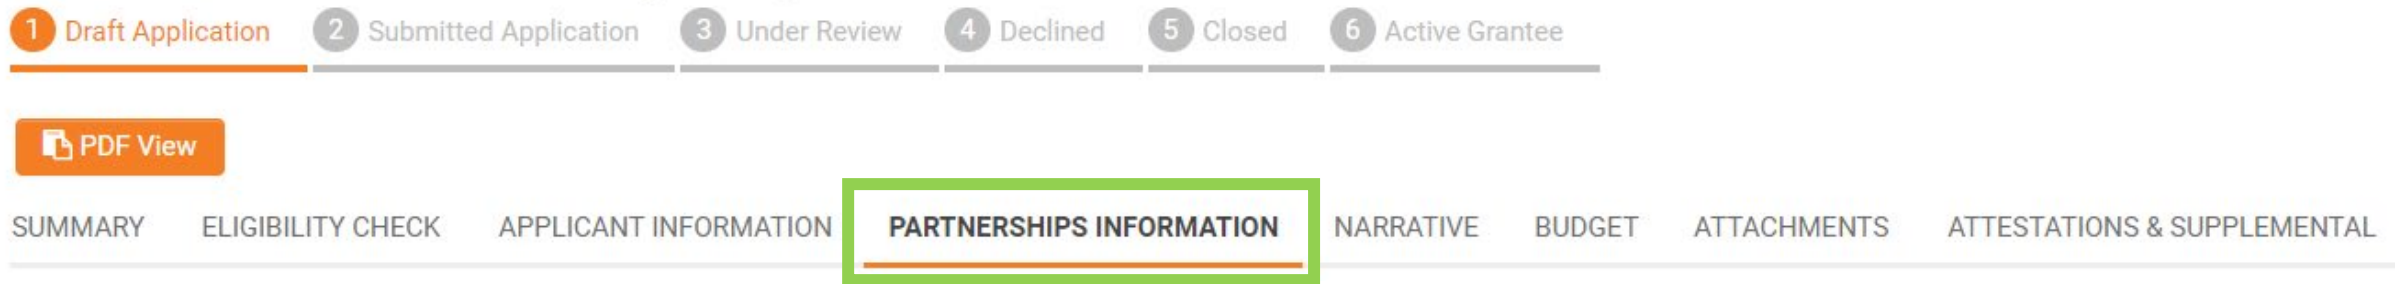 1 Draft Application 2 Submitted Application 3 Under Review 4 Declined 5 Closed 6 Active Grantee
PDF View
SUMMARY ELIGIBILITY CHECK APPLICANT INFORMATION PARTNERSHIPS INFORMATION NARRATIVE BUDGET ATTACHMENTS ATTESTATIONS & SUPPLEMENTAL